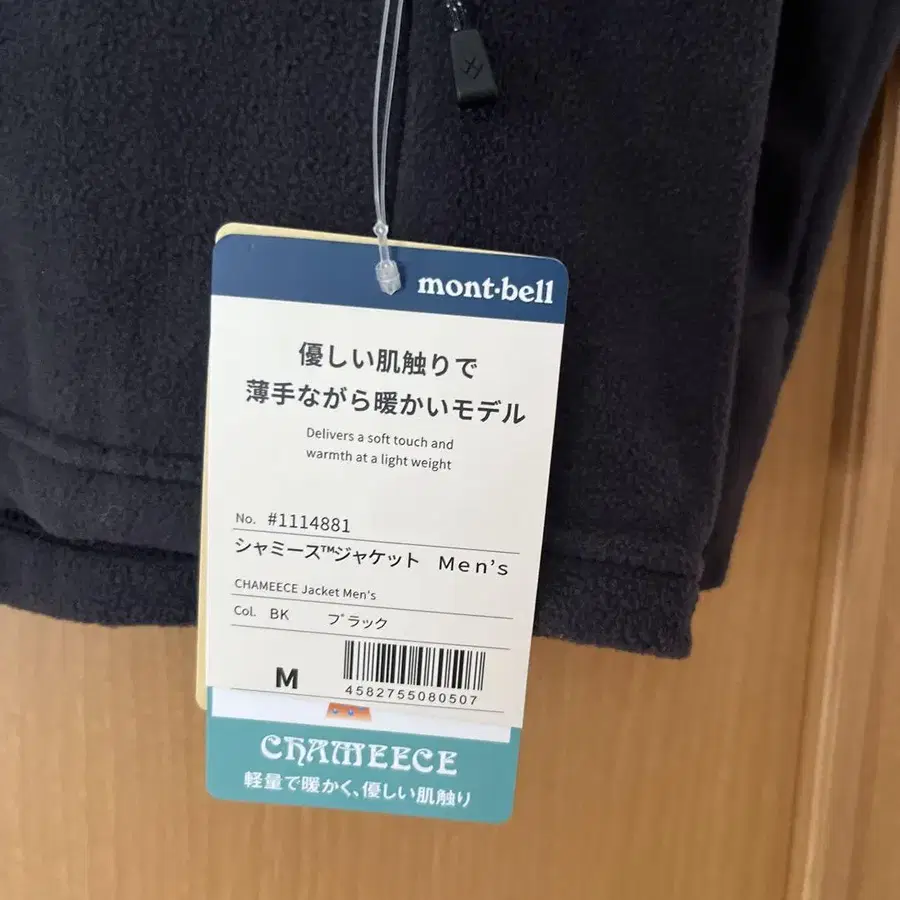 mont·bell
優しい肌触りで
薄手ながら暖かいモデル
Delivers a soft touch and
warmth at a light weight
No. #1114881
シャミース™ジャケット Men's
CHAMEECE Jacket Men's
Col. BK ブラック
M
4582755080507
CHAMEECE
軽量で暖かく、優しい肌触り